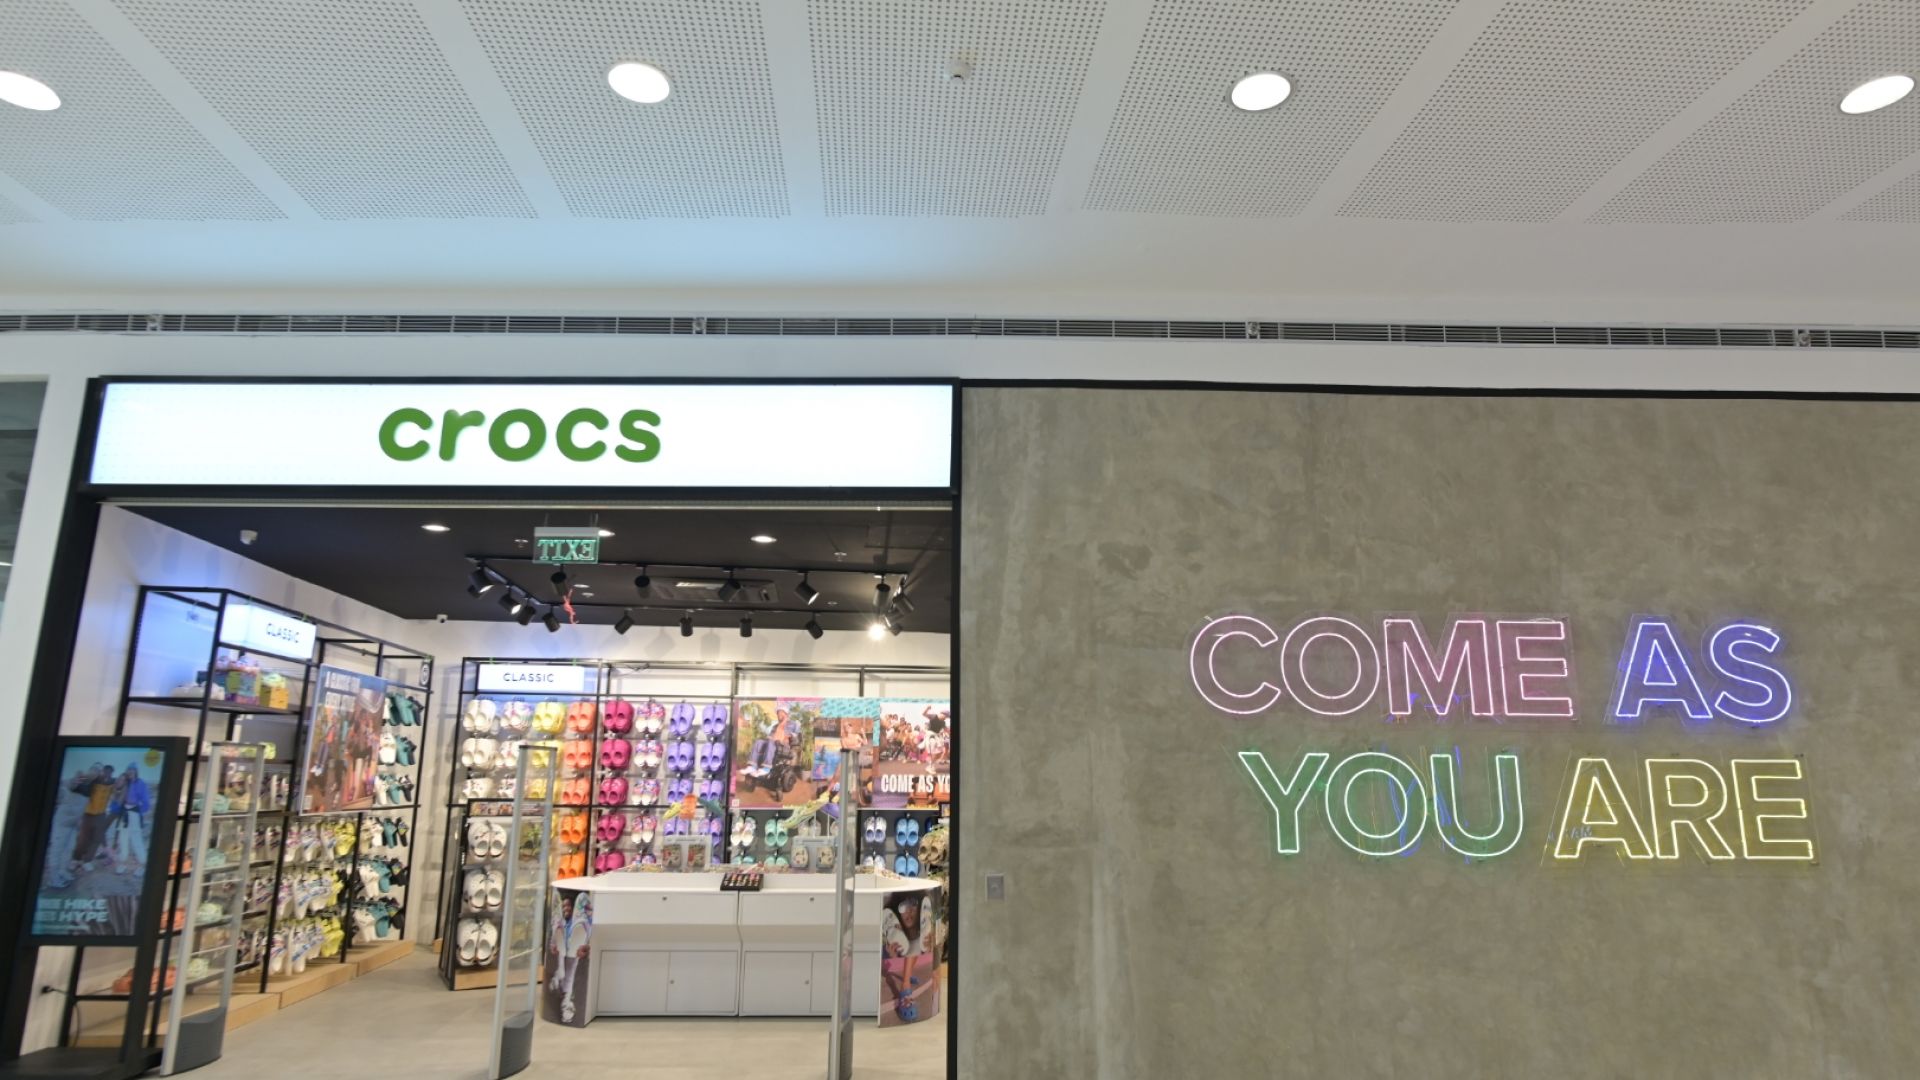 crocs
EXIT
CLASSIC
CLASSIC
COME AS
YOU ARE
COME AS YO
HIKE
HYPE